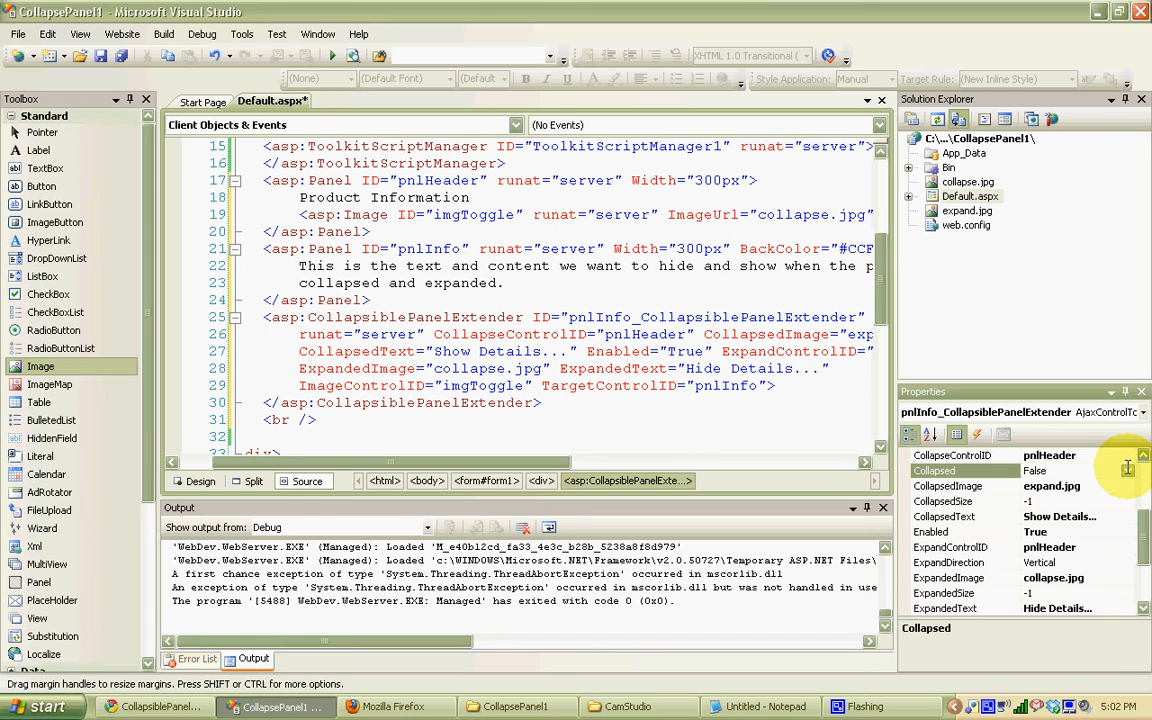 CollapsePanel1 - Microsoft Visual Studio
File Edit View Website Build Debug Tools Test Window Help
XHTML 1.0 Transitional (
(None) (Default Font) (Default B I U A Style Application: Manual Target Rule: (New Inline Style)
Toolbox
Standard
Pointer
Label
TextBox
Button
LinkButton
ImageButton
HyperLink
DropDownList
ListBox
CheckBox
CheckBoxList
RadioButton
RadioButtonList
Image
ImageMap
Table
BulletedList
HiddenField
Literal
Calendar
AdRotator
FileUpload
Wizard
Xml
MultiView
Panel
PlaceHolder
View
Substitution
Localize
Data
Start Page Default.aspx*
Client Objects & Events (No Events)
15 <asp:ToolkitScriptManager ID="ToolkitScriptManager1" runat="server">
16 </asp:ToolkitScriptManager>
17 <asp:Panel ID="pnlHeader" runat="server" Width="300px">
18 Product Information
19 <asp:Image ID="imgToggle" runat="server" ImageUrl="collapse.jpg"
20 </asp:Panel>
21 <asp:Panel ID="pnlInfo" runat="server" Width="300px" BackColor="#CCF
22 This is the text and content we want to hide and show when the p
23 collapsed and expanded.
24 </asp:Panel>
25 <asp:CollapsiblePanelExtender ID="pnlInfo_CollapsiblePanelExtender"
26 runat="server" CollapseControlID="pnlHeader" CollapsedImage="exp
27 CollapsedText="Show Details..." Enabled="True" ExpandControlID="
28 ExpandedImage="collapse.jpg" ExpandedText="Hide Details..."
29 ImageControlID="imgToggle" TargetControlID="pnlInfo">
30 </asp:CollapsiblePanelExtender>
31 <br />
32
33 div>
Design Split Source <html> <body> <form#form1> <div> <asp:CollapsiblePanelExte...>
Output
Show output from: Debug
'WebDev.WebServer.EXE' (Managed): Loaded 'M_e40b12cd_fa33_4e3c_b28b_5238a8f8d979'
'WebDev.WebServer.EXE' (Managed): Loaded 'c:\WINDOWS\Microsoft.NET\Framework\v2.0.50727\Temporary ASP.NET Files\
A first chance exception of type 'System.Threading.ThreadAbortException' occurred in mscorlib.dll
An exception of type 'System.Threading.ThreadAbortException' occurred in mscorlib.dll but was not handled in use
The program '[5488] WebDev.WebServer.EXE: Managed' has exited with code 0 (0x0).
Error List Output
Solution Explorer
C:\...\CollapsePanel1\
App_Data
Bin
collapse.jpg
Default.aspx
expand.jpg
web.config
Properties
pnlInfo_CollapsiblePanelExtender AjaxControlTo
CollapseControlID pnlHeader
Collapsed False
CollapsedImage expand.jpg
CollapsedSize -1
CollapsedText Show Details...
Enabled True
ExpandControlID pnlHeader
ExpandDirection Vertical
ExpandedImage collapse.jpg
ExpandedSize -1
ExpandedText Hide Details...
Collapsed
Drag margin handles to resize margins. Press SHIFT or CTRL for more options.
start CollapsiblePanelE... CollapsePanel1 ... Mozilla Firefox CollapsePanel1 CamStudio Untitled - Notepad Flashing 5:02 PM